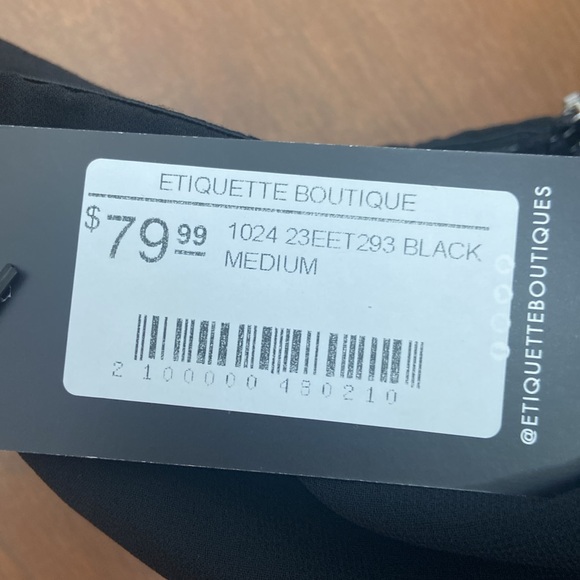 ETIQUETTE BOUTIQUE
$79.99 1024 23EET293 BLACK
MEDIUM
2 100000 480210
@ETIQUETTEBOUTIQUES